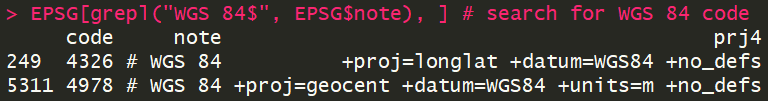 > EPSG[grepl("WGS 84$", EPSG$note), ] # search for WGS 84 code
code note prj4
249 4326 # WGS 84 +proj=longlat +datum=WGS84 +no_defs
5311 4978 # WGS 84 +proj=geocent +datum=WGS84 +units=m +no_defs